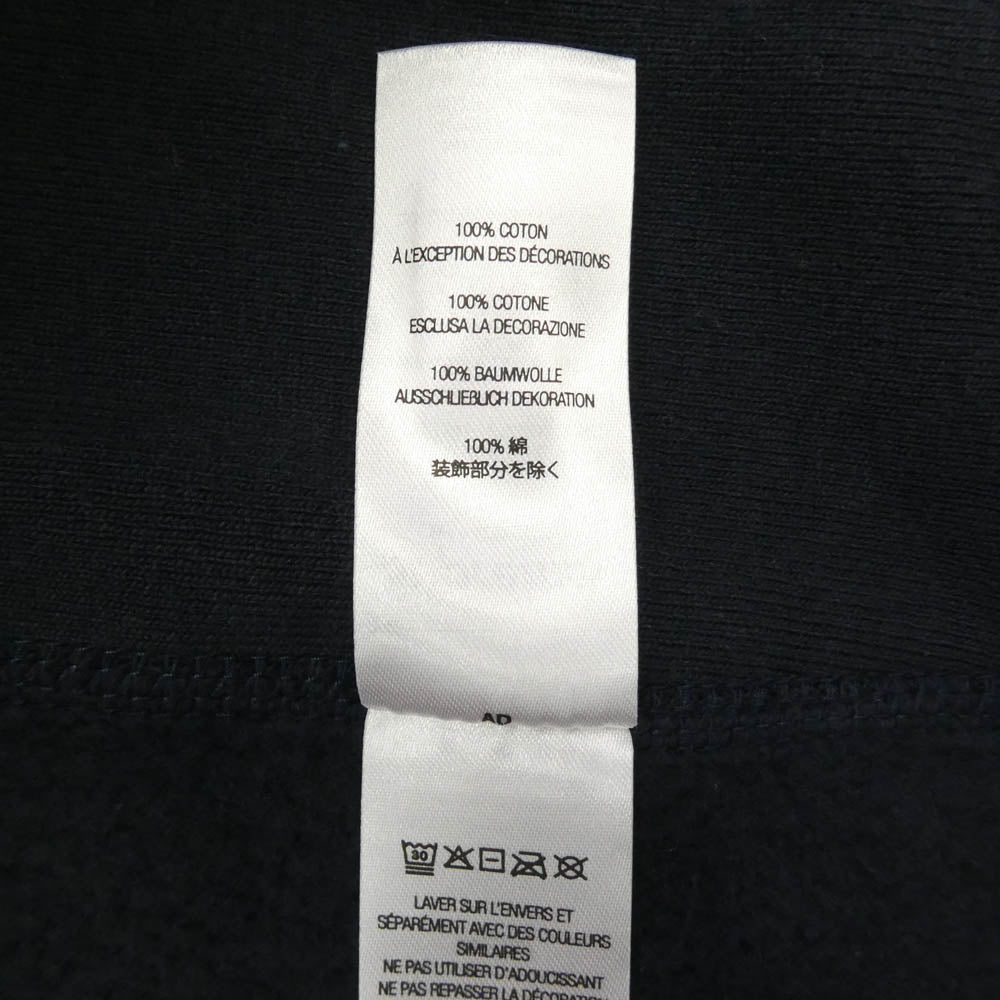 100% COTON
À L'EXCEPTION DES DÉCORATIONS
100% COTONE
ESCLUSA LA DECORAZIONE
100% BAUMWOLLE
AUSSCHLIEßLICH DEKORATION
100% 綿
装飾部分を除く
30
LAVER SUR L'ENVERS ET
SÉPARÉMENT AVEC DES COULEURS
SIMILAIRES
NE PAS UTILISER D'ADOUCISSANT
NE PAS REPASSER LA DÉCORATION